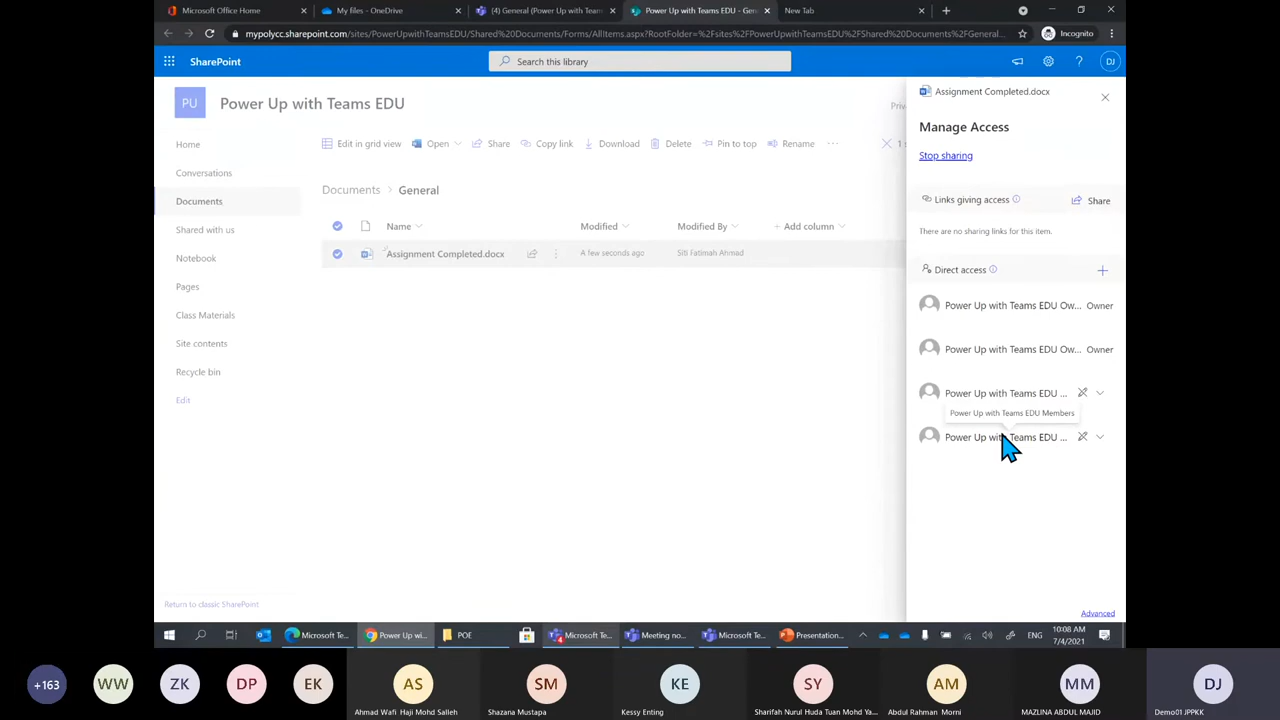 Microsoft Office Home
My files - OneDrive
(4) General (Power Up with Team
Power Up with Teams EDU - Gen
New Tab
mypolycc.sharepoint.com/sites/PowerUpwithTeamsEDU/Shared%20Documents/Forms/AllItems.aspx?RootFolder=%2Fsites%2FPowerUpwithTeamsEDU%2FShared%20Documents%2FGeneral...
Incognito
SharePoint
Search this library
DJ
PU
Power Up with Teams EDU
Assignment Completed.docx
Manage Access
Stop sharing
Home
Conversations
Documents
Shared with us
Notebook
Pages
Class Materials
Site contents
Recycle bin
Edit
Edit in grid view
Open
Share
Copy link
Download
Delete
Pin to top
Rename
Documents > General
Name
Modified
Modified By
+ Add column
Assignment Completed.docx
A few seconds ago
Siti Fatimah Ahmad
Links giving access
Share
There are no sharing links for this item.
Direct access
Power Up with Teams EDU Ow... Owner
Power Up with Teams EDU Ow... Owner
Power Up with Teams EDU ...
Power Up with Teams EDU Members
Power Up with Teams EDU ...
Advanced
Return to classic SharePoint
Microsoft Te...
Power Up wi...
POE
Microsoft Te...
4
Meeting no...
Microsoft Te...
Presentation...
ENG
10:08 AM
7/4/2021
+163
WW
ZK
DP
EK
AS
SM
KE
SY
AM
MM
DJ
Ahmad Wafi Haji Mohd Salleh
Shazana Mustapa
Kessy Enting
Sharifah Nurul Huda Tuan Mohd Ya...
Abdul Rahman Morni
MAZLINA ABDUL MAJID
Demo01 JPPKK